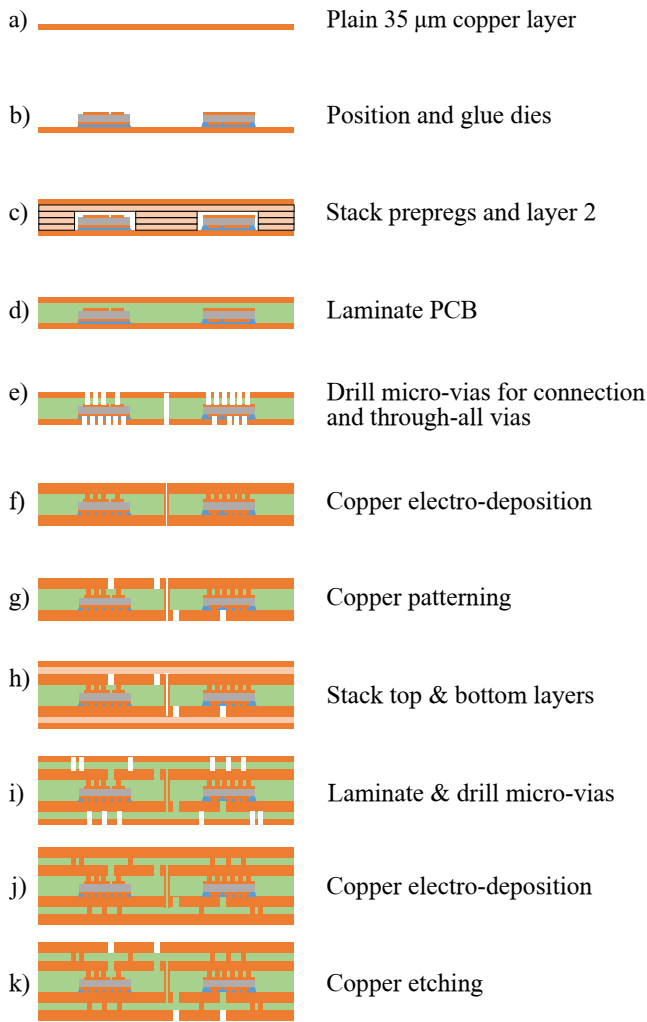 a) Plain 35 μm copper layer
b) Position and glue dies
c) Stack prepregs and layer 2
d) Laminate PCB
e) Drill micro-vias for connection
and through-all vias
f) Copper electro-deposition
g) Copper patterning
h) Stack top & bottom layers
i) Laminate & drill micro-vias
j) Copper electro-deposition
k) Copper etching